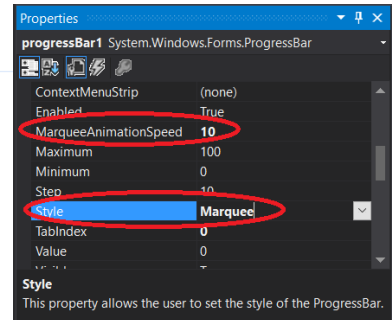 Properties
progressBar1 System.Windows.Forms.ProgressBar
ContextMenuStrip (none)
Enabled True
MarqueeAnimationSpeed 10
Maximum 100
Minimum 0
Step 10
Style Marquee
TabIndex 0
Value 0
Style
This property allows the user to set the style of the ProgressBar.